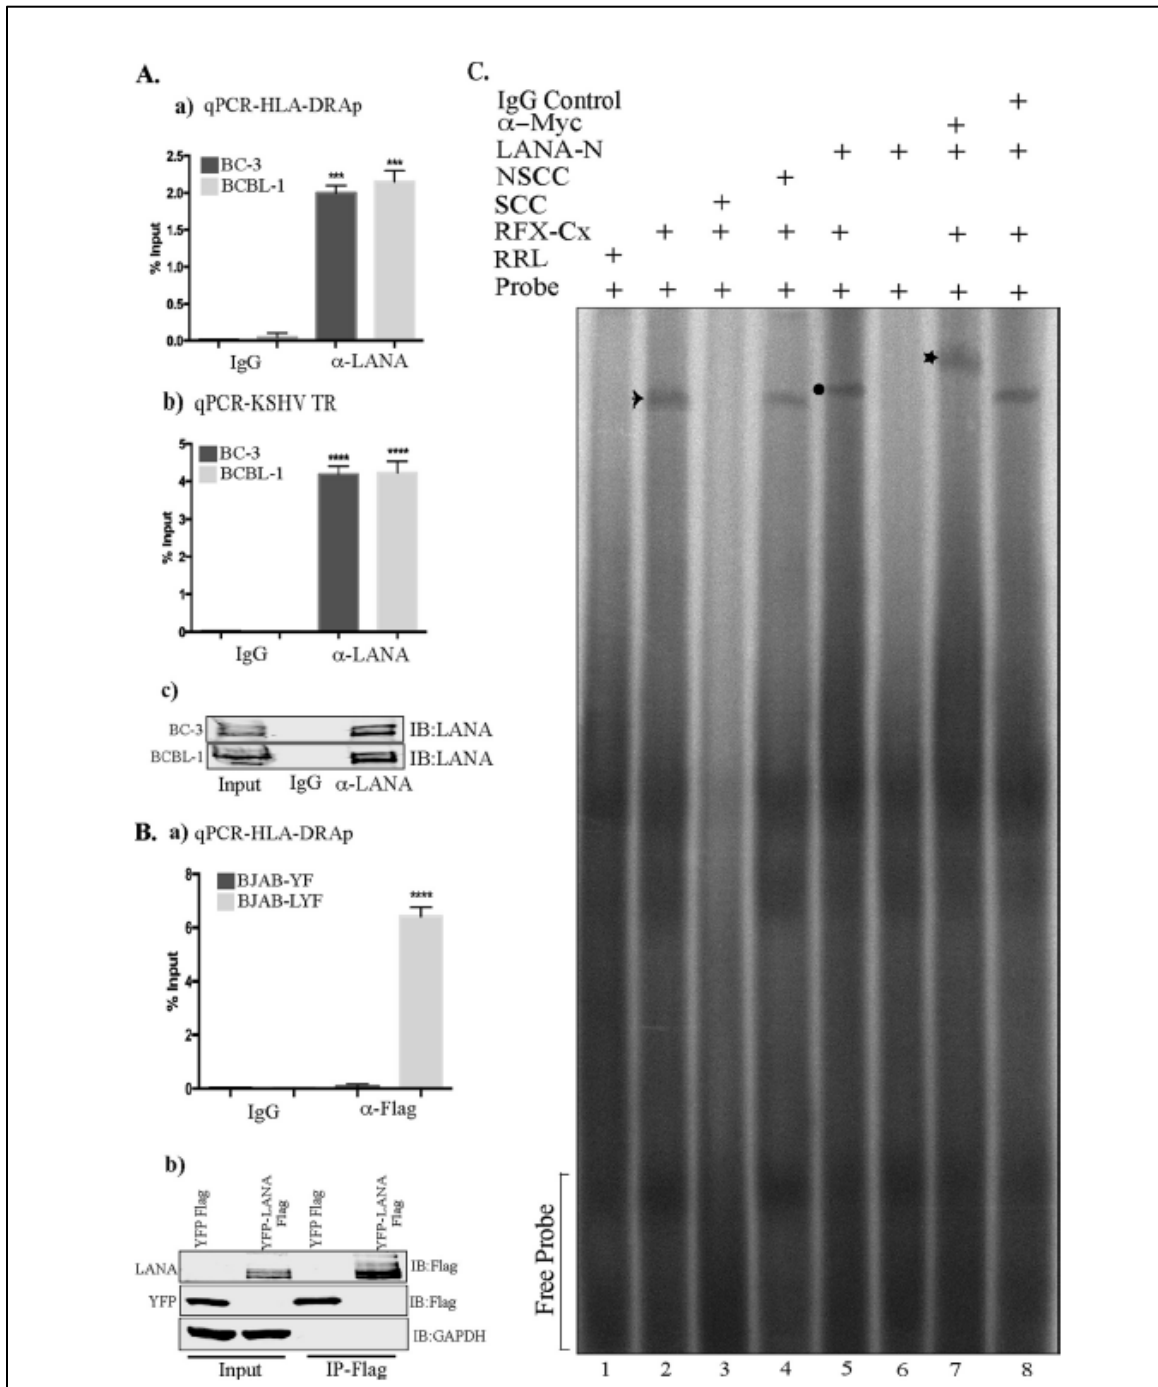 A.
a) qPCR-HLA-DRAp
2.5
2.0
1.5
1.0
0.5
0.0
% Input
BC-3
BCBL-1
***
***
IgG
α-LANA
b) qPCR-KSHV TR
5
4
3
2
1
0
% Input
BC-3
BCBL-1
****
****
IgG
α-LANA
c)
BC-3
IB:LANA
BCBL-1
IB:LANA
Input IgG α-LANA
B. a) qPCR-HLA-DRAp
8
6
4
2
0
% Input
BJAB-YF
BJAB-LYF
****
IgG
α-Flag
b)
YFP Flag
YFP-LANA
Flag
YFP Flag
YFP-LANA
Flag
LANA
IB:Flag
YFP
IB:Flag
IB:GAPDH
Input IP-Flag
C.
IgG Control +
α–Myc +
LANA-N + + + +
NSCC +
SCC +
RFX-Cx + + + + + +
RRL +
Probe + + + + + + + +
Free Probe
1 2 3 4 5 6 7 8